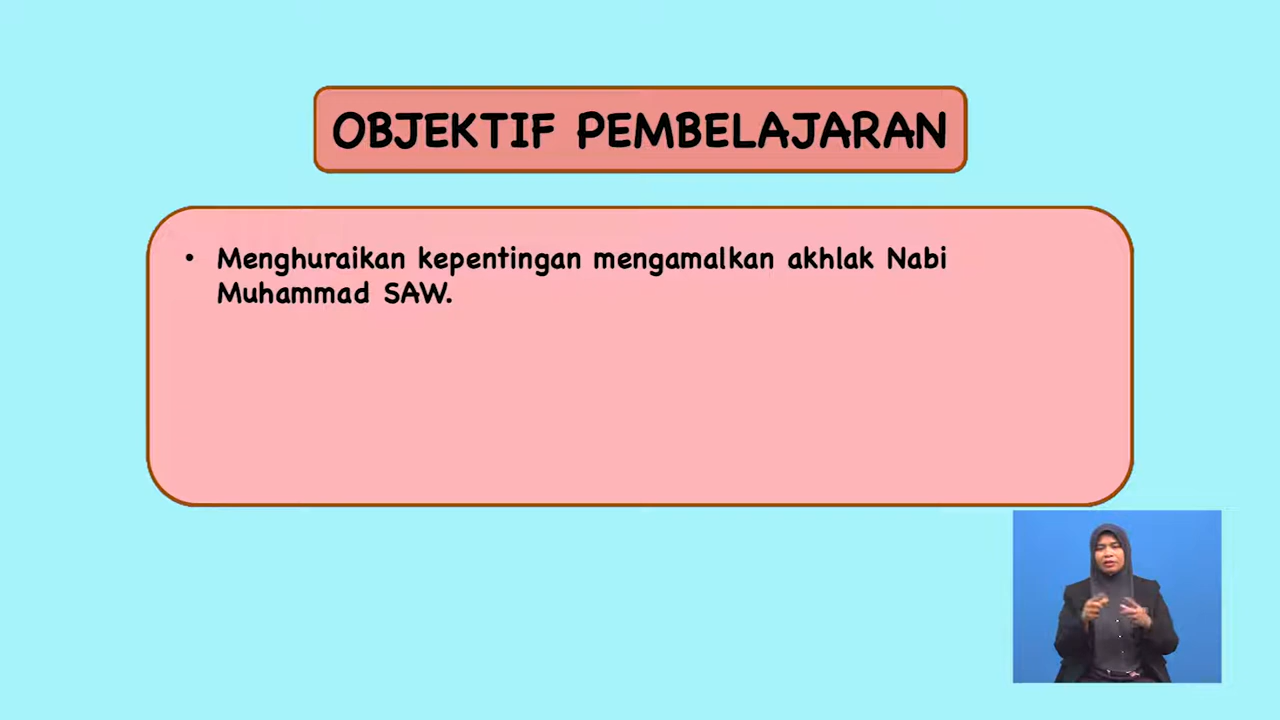 OBJEKTIF PEMBELAJARAN
• Menghuraikan kepentingan mengamalkan akhlak Nabi
Muhammad SAW.